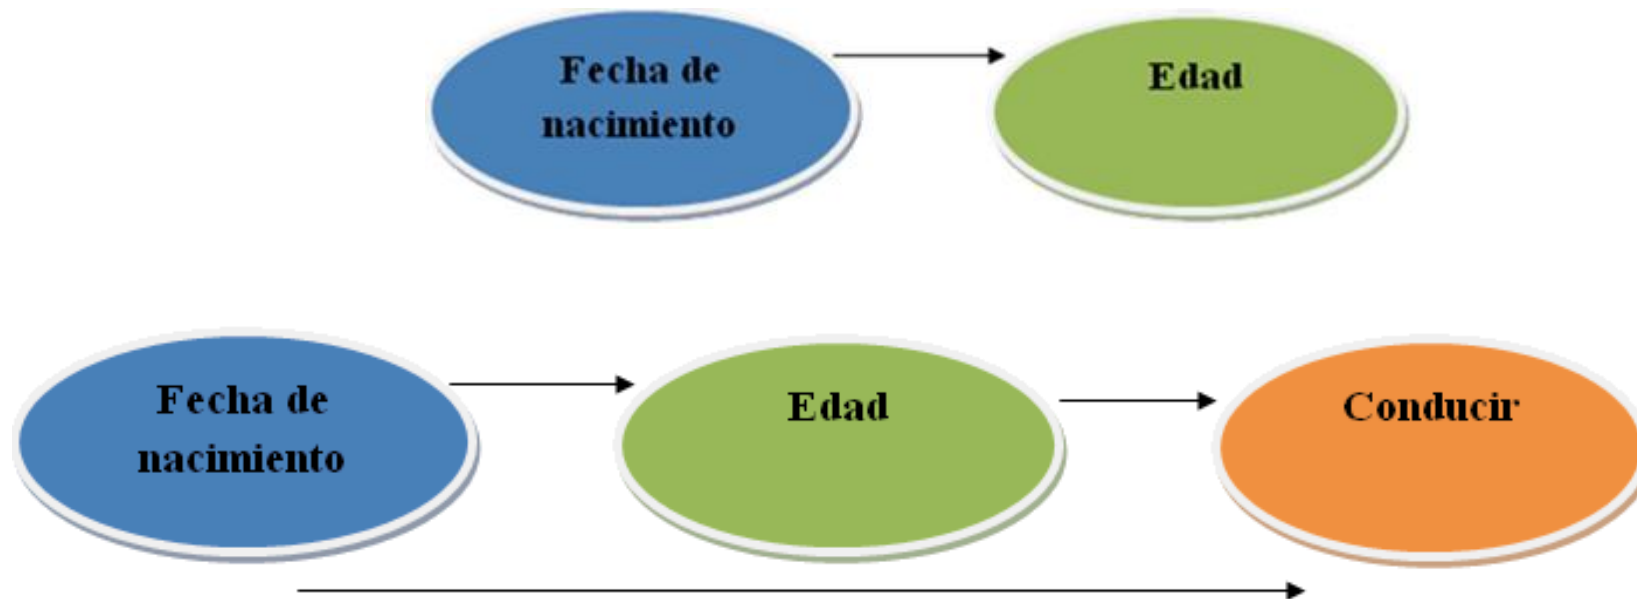 Fecha de
nacimiento
Edad
Fecha de
nacimiento
Edad
Conducir